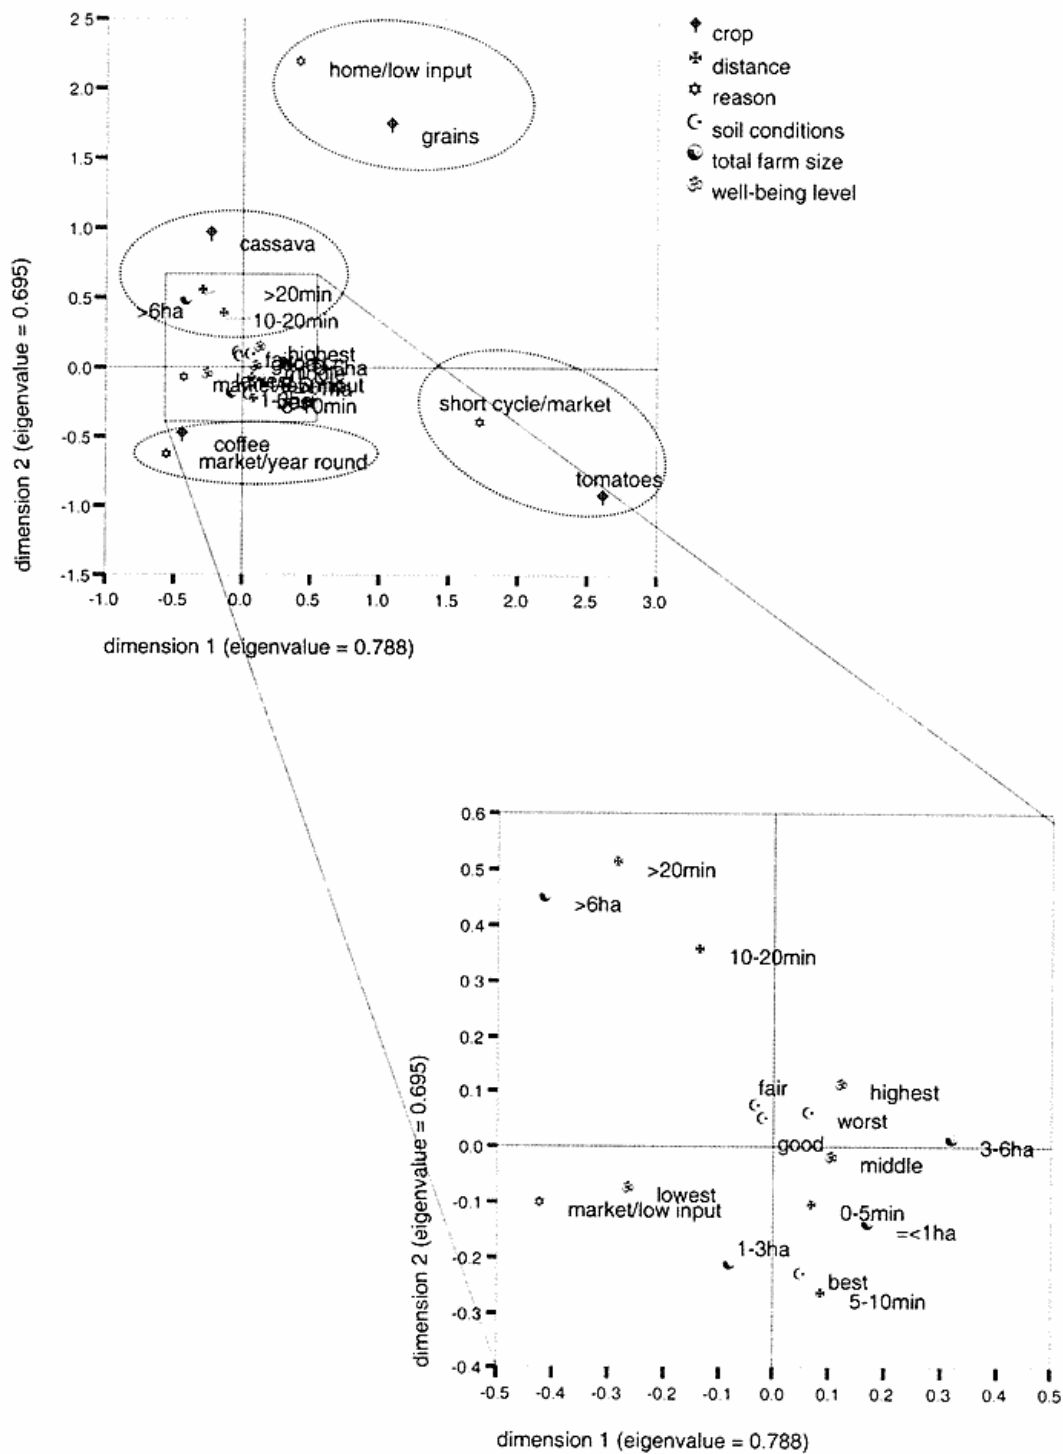 2.5
2.0
1.5
1.0
0.5
0.0
-0.5
-1.0
-1.5
-1.0 -0.5 0.0 0.5 1.0 1.5 2.0 2.5 3.0
dimension 2 (eigenvalue = 0.695)
dimension 1 (eigenvalue = 0.788)
home/low input
grains
cassava
>20min
>6ha
10-20min
highest
short cycle/market
tomatoes
coffee
market/year round
crop
distance
reason
soil conditions
total farm size
well-being level
0.6
0.5
0.4
0.3
0.2
0.1
0.0
-0.1
-0.2
-0.3
-0.4
-0.5 -0.4 -0.3 -0.2 -0.1 0.0 0.1 0.2 0.3 0.4 0.5
dimension 2 (eigenvalue = 0.695)
dimension 1 (eigenvalue = 0.788)
>20min
>6ha
10-20min
fair
highest
worst
good
3-6ha
middle
lowest
market/low input
0-5min
=<1ha
1-3ha
best
5-10min